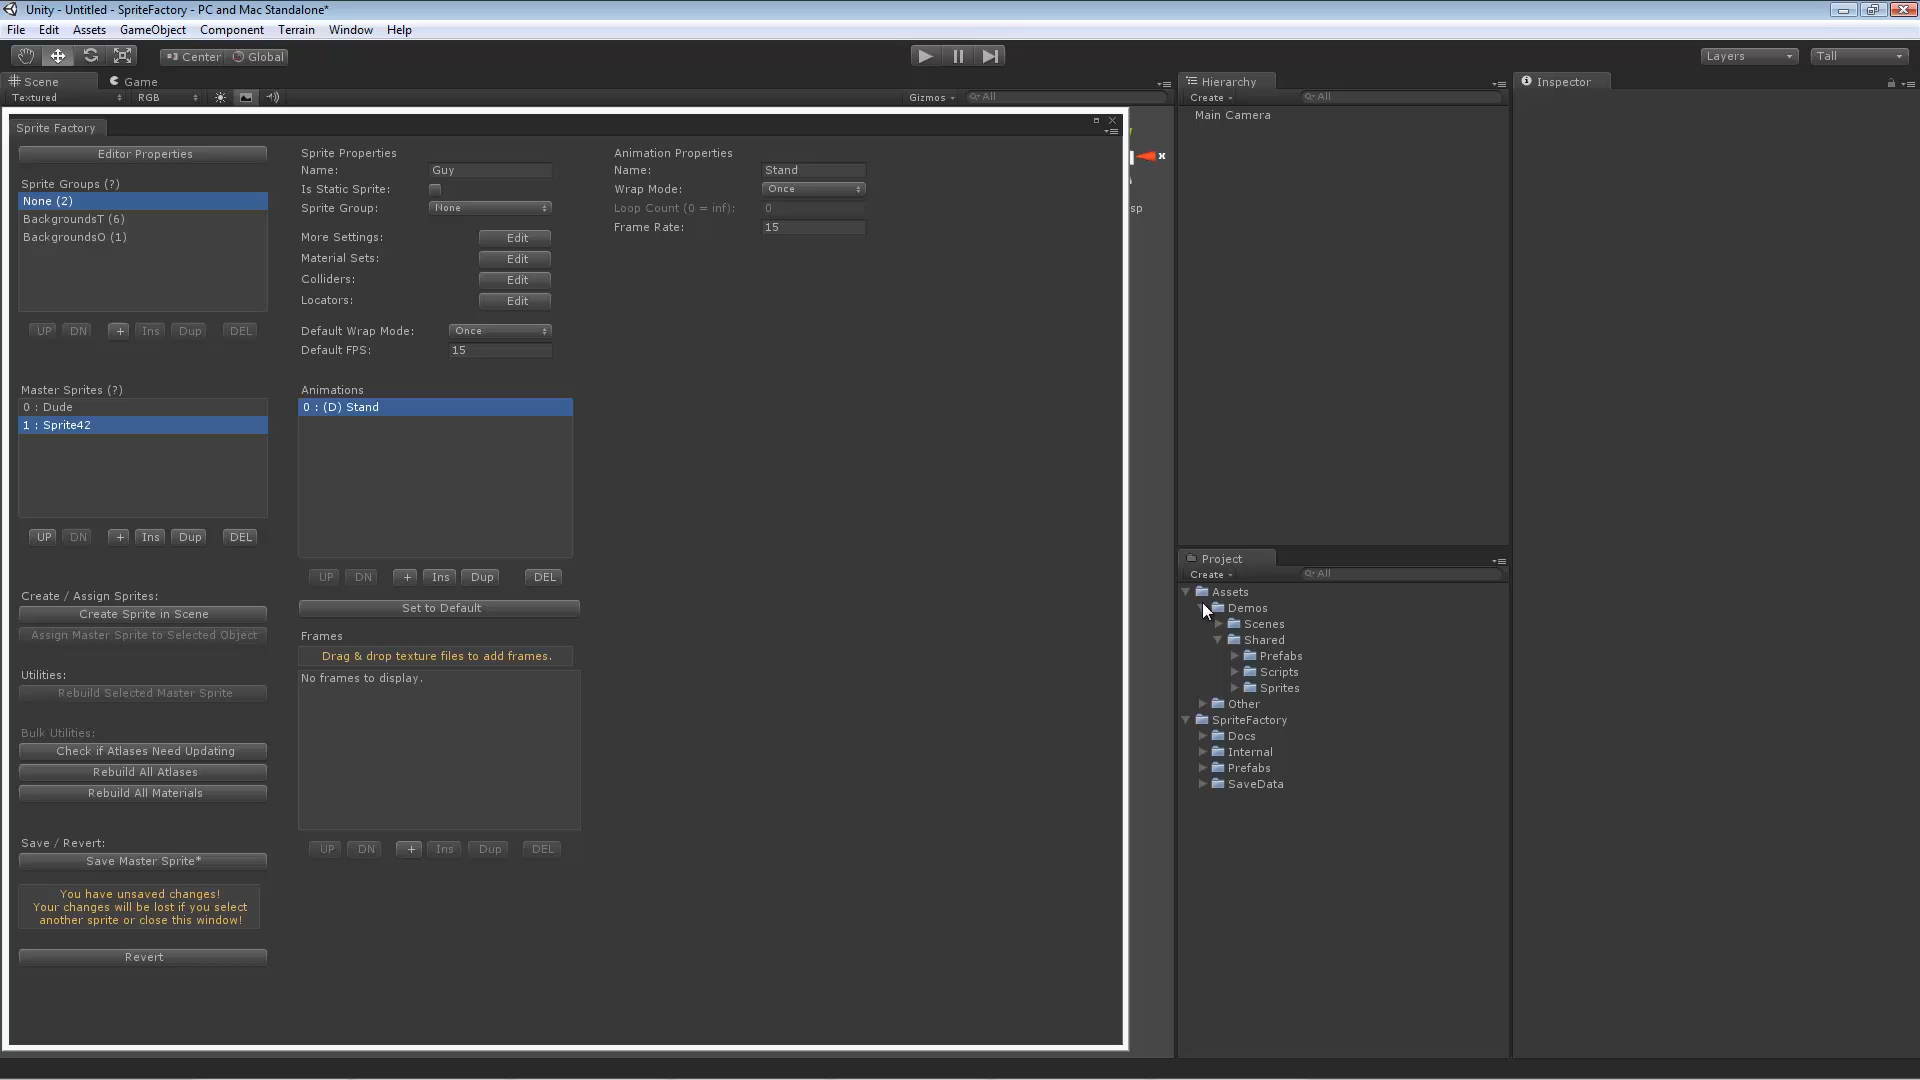 Unity - Untitled - SpriteFactory - PC and Mac Standalone*
File Edit Assets GameObject Component Terrain Window Help
Center Global
Layers
Tall
Scene
Game
Textured
RGB
Gizmos
All
Sprite Factory
Editor Properties
Sprite Groups (?)
None (2)
BackgroundsT (6)
BackgroundsO (1)
UP DN + Ins Dup DEL
Master Sprites (?)
0 : Dude
1 : Sprite42
UP DN + Ins Dup DEL
Create / Assign Sprites:
Create Sprite in Scene
Assign Master Sprite to Selected Object
Utilities:
Rebuild Selected Master Sprite
Bulk Utilities:
Check if Atlases Need Updating
Rebuild All Atlases
Rebuild All Materials
Save / Revert:
Save Master Sprite*
You have unsaved changes!
Your changes will be lost if you select
another sprite or close this window!
Revert
Sprite Properties
Name: Guy
Is Static Sprite:
Sprite Group: None
More Settings: Edit
Material Sets: Edit
Colliders: Edit
Locators: Edit
Default Wrap Mode: Once
Default FPS: 15
Animations
0 : (D) Stand
UP DN + Ins Dup DEL
Set to Default
Frames
Drag & drop texture files to add frames.
No frames to display.
UP DN + Ins Dup DEL
Animation Properties
Name: Stand
Wrap Mode: Once
Loop Count (0 = inf): 0
Frame Rate: 15
x
sp
Hierarchy
Create All
Main Camera
Project
Create All
Assets
Demos
Scenes
Shared
Prefabs
Scripts
Sprites
Other
SpriteFactory
Docs
Internal
Prefabs
SaveData
Inspector